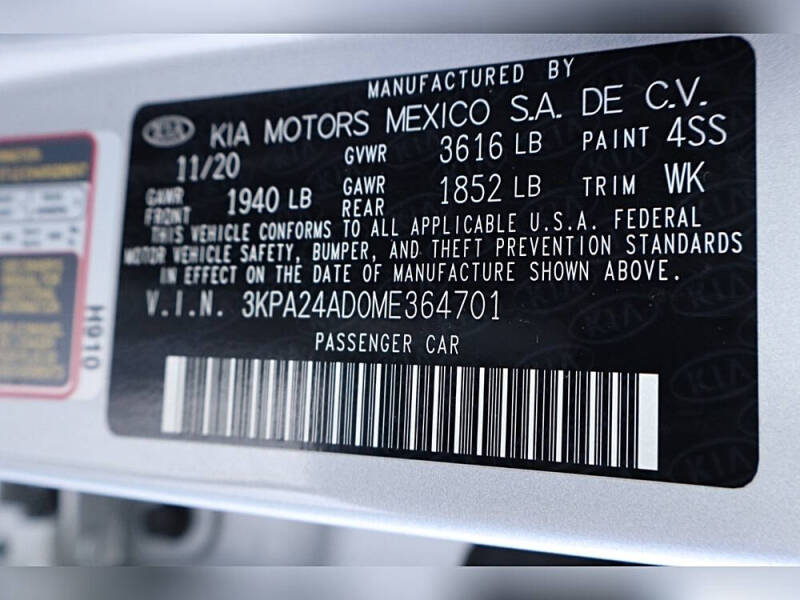 MANUFACTURED BY
KIA KIA MOTORS MEXICO S.A. DE C.V.
11/20 GVWR 3616 LB PAINT 4SS
GAWR FRONT 1940 LB GAWR REAR 1852 LB TRIM WK
THIS VEHICLE CONFORMS TO ALL APPLICABLE U.S.A. FEDERAL
MOTOR VEHICLE SAFETY, BUMPER, AND THEFT PREVENTION STANDARDS
IN EFFECT ON THE DATE OF MANUFACTURE SHOWN ABOVE.
V.I.N. 3KPA24AD0ME364701
PASSENGER CAR
H910